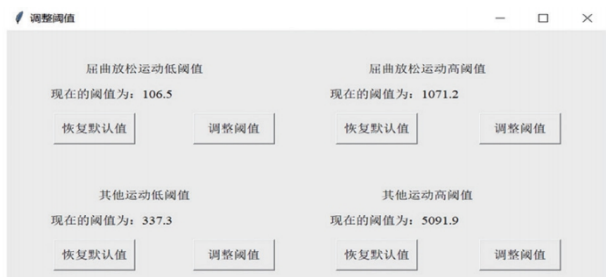 调整阈值
屈曲放松运动低阈值 屈曲放松运动高阈值
现在的阈值为：106.5 现在的阈值为：1071.2
恢复默认值 调整阈值 恢复默认值 调整阈值
其他运动低阈值 其他运动高阈值
现在的阈值为：337.3 现在的阈值为：5091.9
恢复默认值 调整阈值 恢复默认值 调整阈值